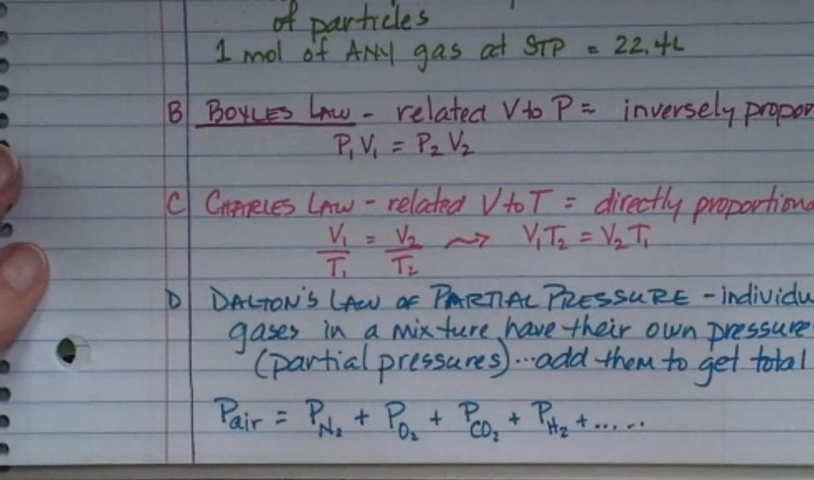 of particles
1 mol of ANY gas at STP = 22.4L
B BOYLES LAW - related V to P = inversely propor
P₁V₁ = P₂V₂
C CHARLES LAW - related V to T = directly proportiona
V₁/T₁ = V₂/T₂ ⇝ V₁T₂ = V₂T₁
D DALTON'S LAW OF PARTIAL PRESSURE - individu
gases in a mixture have their own pressure
(partial pressures)...add them to get total
Pair = PN₂ + PO₂ + PCO₂ + PH₂ + .....